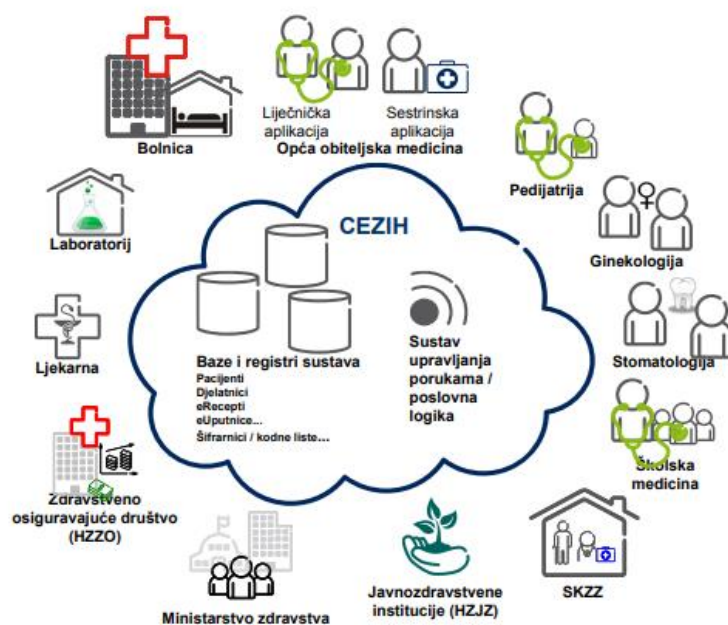 Bolnica
Liječnička
aplikacija
Sestrinska
aplikacija
Opća obiteljska medicina
Pedijatrija
Ginekologija
Stomatologija
Školska
medicina
SKZZ
Javnozdravstvene
institucije (HZJZ)
Ministarstvo zdravstva
Zdravstveno
osiguravajuće društvo
(HZZO)
Ljekarna
Laboratorij
CEZIH
Baze i registri sustava
Pacijenti
Djelatnici
eRecepti
eUputnice...
Šifrarnici / kodne liste...
Sustav
upravljanja
porukama /
poslovna
logika